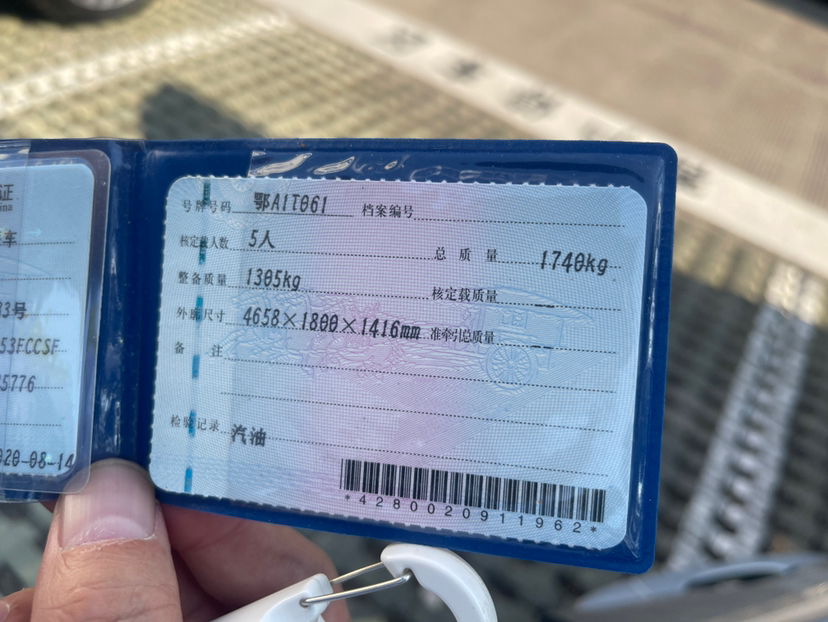 证
车
3号
53FCCSF
5776
020-08-14
号牌号码 鄂A1T061 档案编号
核定载人数 5人 总质量 1740kg
整备质量 1305kg 核定载质量 —
外廓尺寸 4658×1800×1416mm 准牵引总质量 —
备注
检验记录 汽油
*4280020911962*